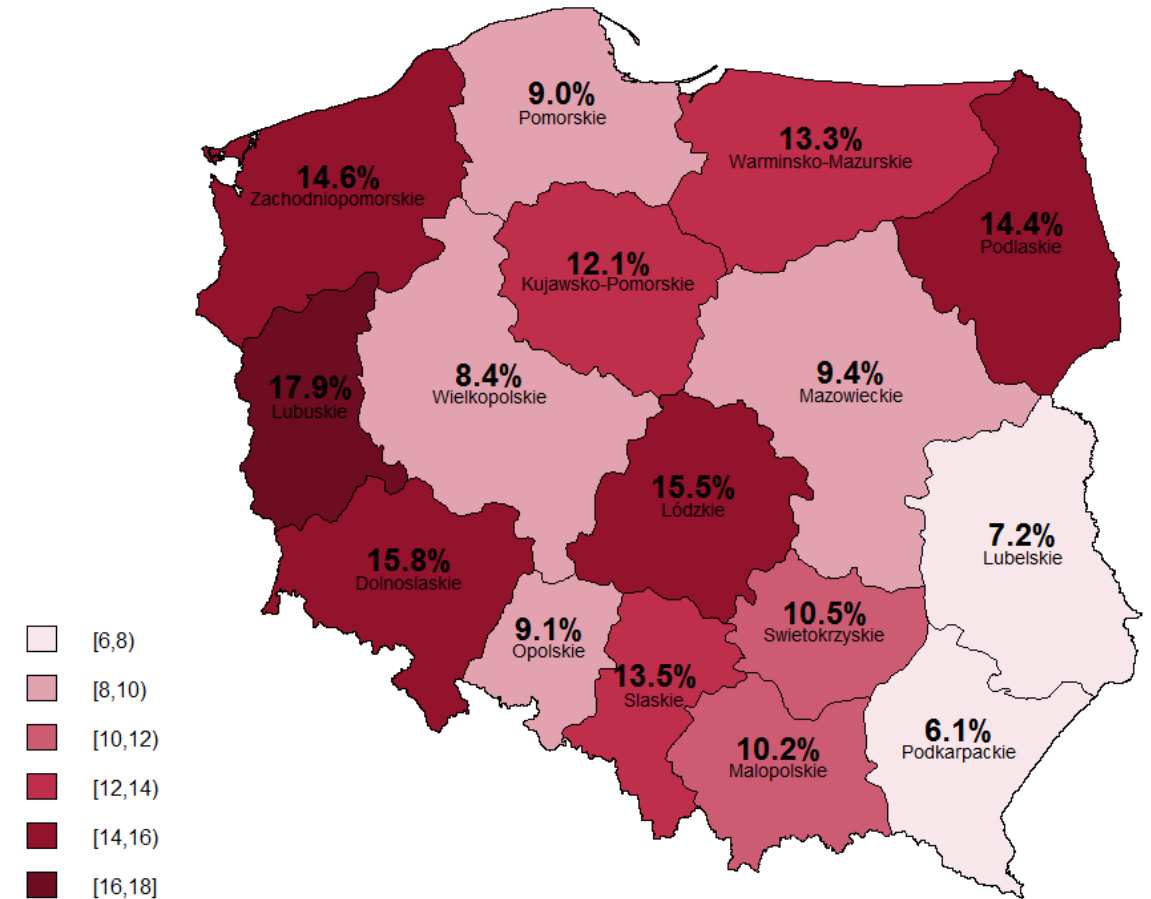 9.0%
Pomorskie
13.3%
Warminsko-Mazurskie
14.6%
Zachodniopomorskie
14.4%
Podlaskie
12.1%
Kujawsko-Pomorskie
17.9%
Lubuskie
8.4%
Wielkopolskie
9.4%
Mazowieckie
15.5%
Lódzkie
7.2%
Lubelskie
15.8%
Dolnoslaskie
10.5%
Swietokrzyskie
9.1%
Opolskie
13.5%
Slaskie
6.1%
Podkarpackie
10.2%
Malopolskie
[6,8)
[8,10)
[10,12)
[12,14)
[14,16)
[16,18]